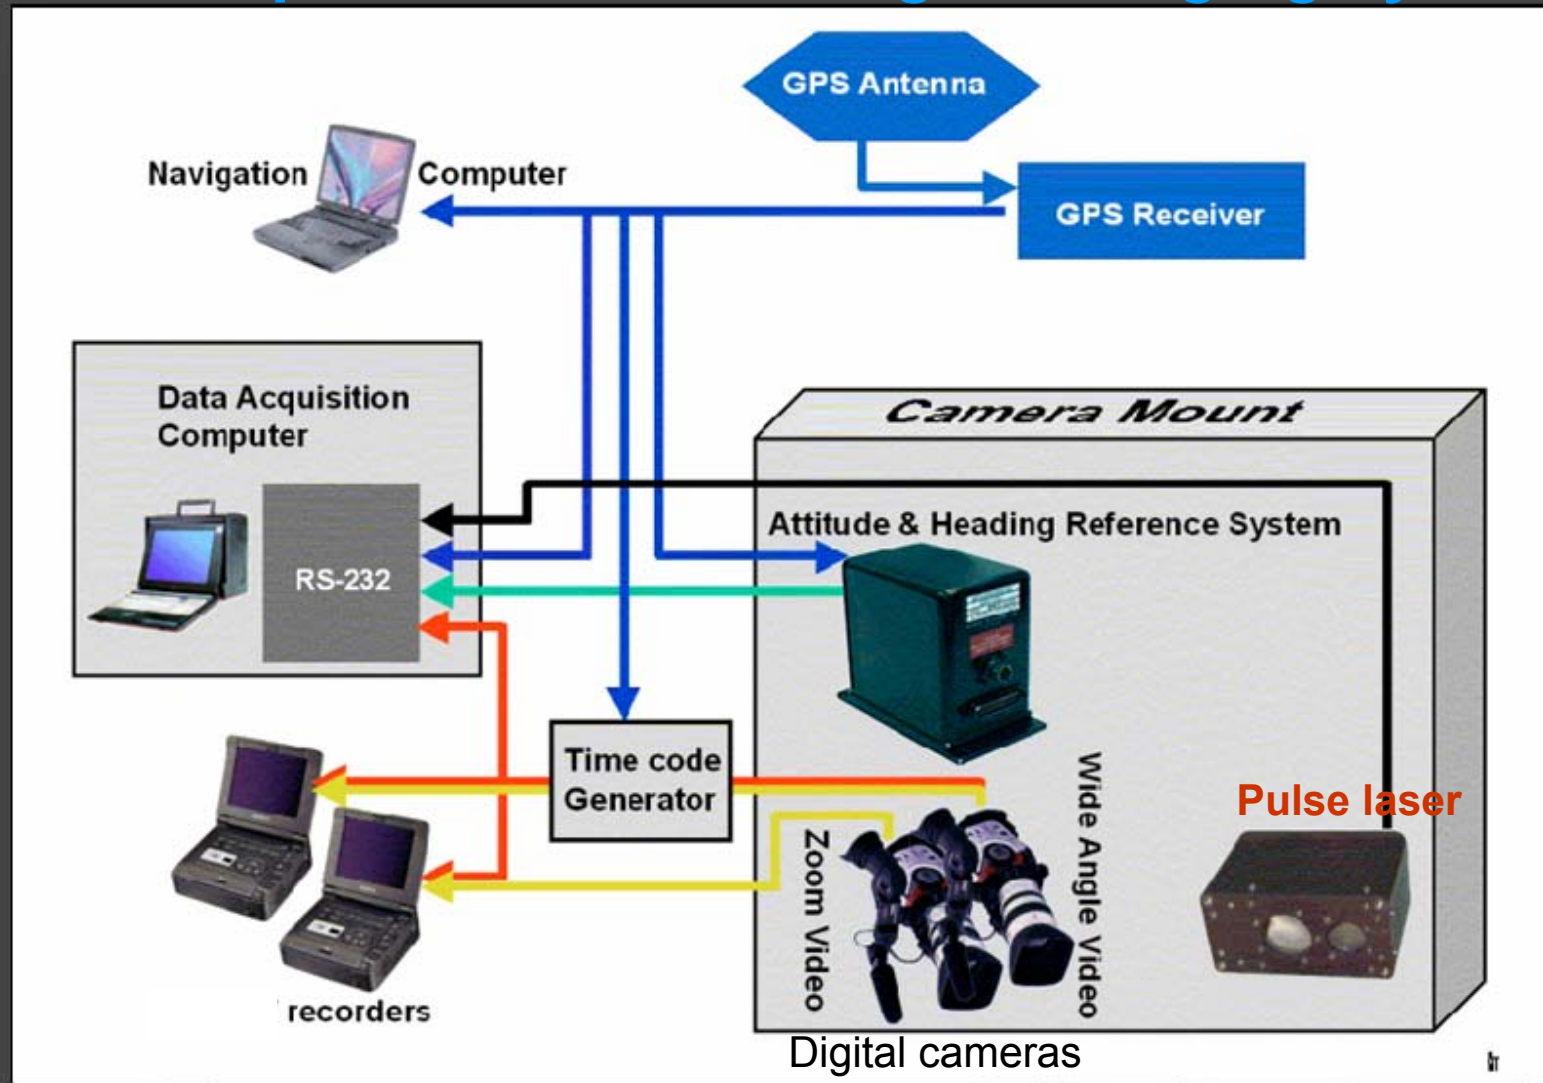 GPS Antenna
Navigation Computer
GPS Receiver
Data Acquisition
Computer
Camera Mount
Attitude & Heading Reference System
RS-232
Time code
Generator
Wide Angle Video
Pulse laser
Zoom Video
recorders
Digital cameras